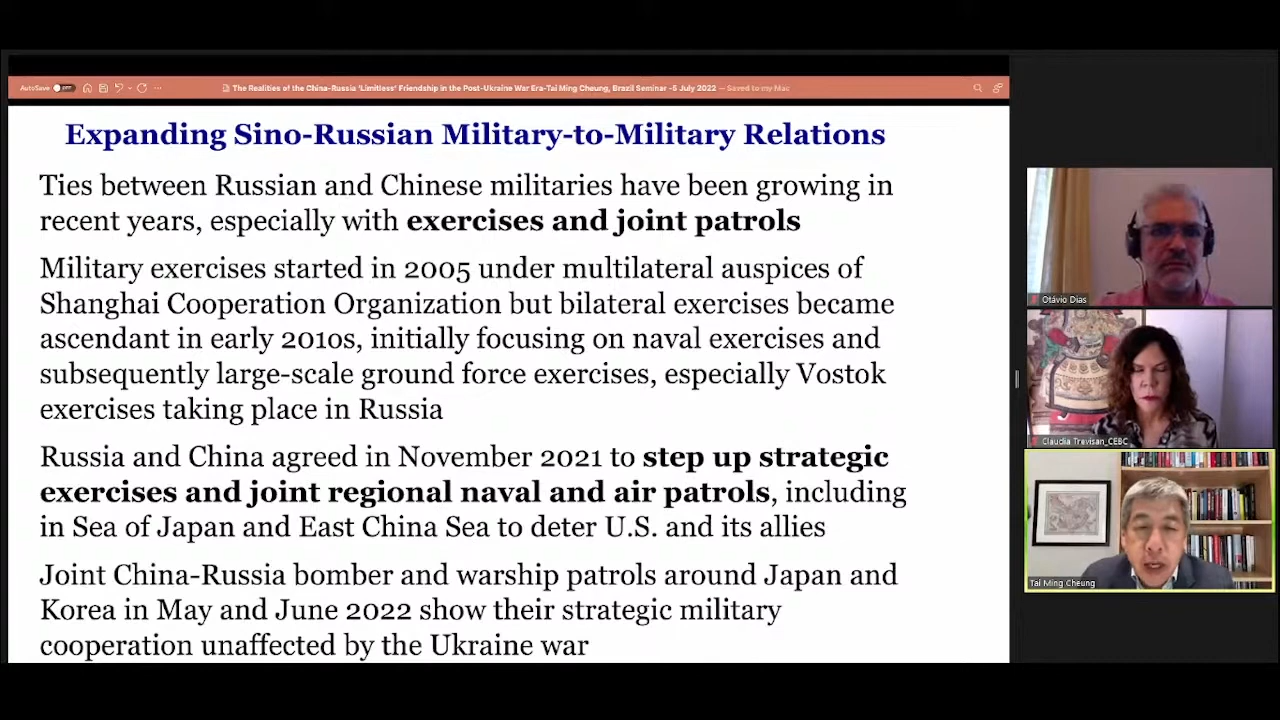 AutoSave OFF
The Realities of the China-Russia 'Limitless' Friendship in the Post-Ukraine War Era-Tai Ming Cheung, Brazil Seminar -5 July 2022 — Saved to my Mac
Expanding Sino-Russian Military-to-Military Relations
Ties between Russian and Chinese militaries have been growing in
recent years, especially with exercises and joint patrols
Military exercises started in 2005 under multilateral auspices of
Shanghai Cooperation Organization but bilateral exercises became
ascendant in early 2010s, initially focusing on naval exercises and
subsequently large-scale ground force exercises, especially Vostok
exercises taking place in Russia
Russia and China agreed in November 2021 to step up strategic
exercises and joint regional naval and air patrols, including
in Sea of Japan and East China Sea to deter U.S. and its allies
Joint China-Russia bomber and warship patrols around Japan and
Korea in May and June 2022 show their strategic military
cooperation unaffected by the Ukraine war
Otávio Dias
Claudia Trevisan_CEBC
Tai Ming Cheung